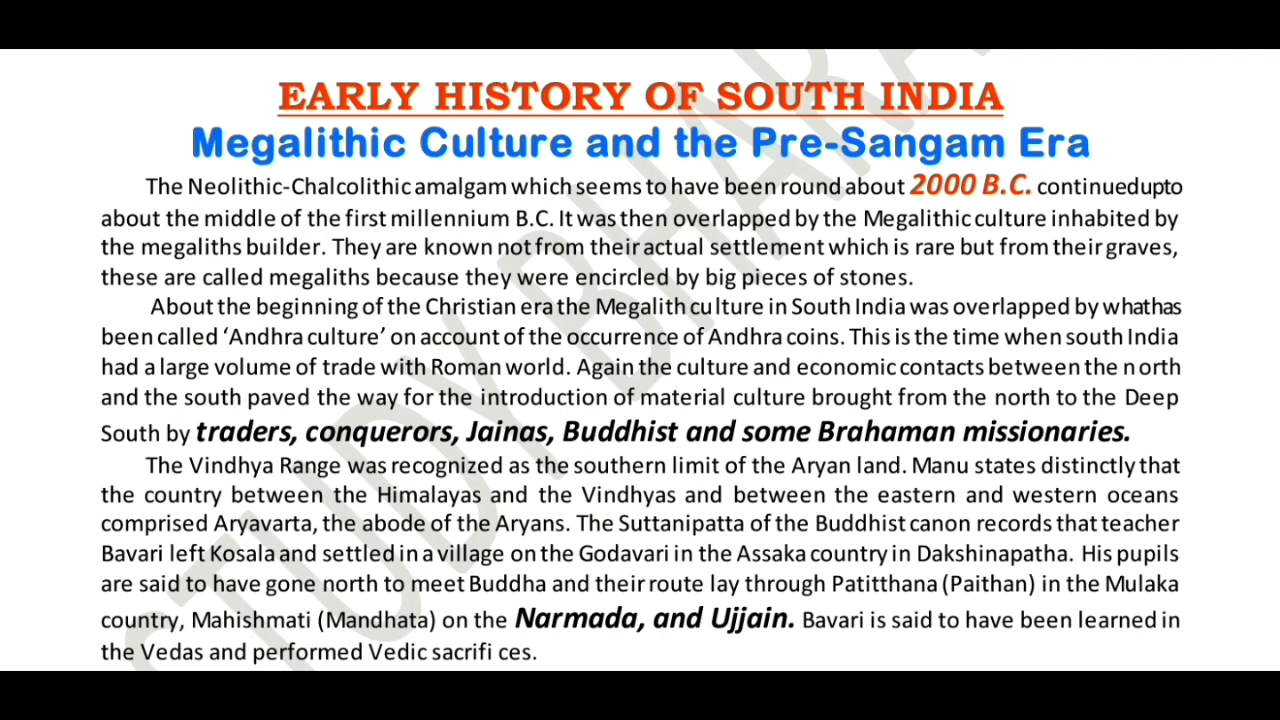 EARLY HISTORY OF SOUTH INDIA
Megalithic Culture and the Pre-Sangam Era
The Neolithic-Chalcolithic amalgam which seems to have been round about 2000 B.C. continuedupto
about the middle of the first millennium B.C. It was then overlapped by the Megalithic culture inhabited by
the megaliths builder. They are known not from their actual settlement which is rare but from their graves,
these are called megaliths because they were encircled by big pieces of stones.
About the beginning of the Christian era the Megalith culture in South India was overlapped by whathas
been called ‘Andhra culture’ on account of the occurrence of Andhra coins. This is the time when south India
had a large volume of trade with Roman world. Again the culture and economic contacts between the n orth
and the south paved the way for the introduction of material culture brought from the north to the Deep
South by traders, conquerors, Jainas, Buddhist and some Brahaman missionaries.
The Vindhya Range was recognized as the southern limit of the Aryan land. Manu states distinctly that
the country between the Himalayas and the Vindhyas and between the eastern and western oceans
comprised Aryavarta, the abode of the Aryans. The Suttanipatta of the Buddhist canon records that teacher
Bavari left Kosala and settled in a village on the Godavari in the Assaka country in Dakshinapatha. His pupils
are said to have gone north to meet Buddha and their route lay through Patitthana (Paithan) in the Mulaka
country, Mahishmati (Mandhata) on the Narmada, and Ujjain. Bavari is said to have been learned in
the Vedas and performed Vedic sacrifi ces.
STUDY BHARA